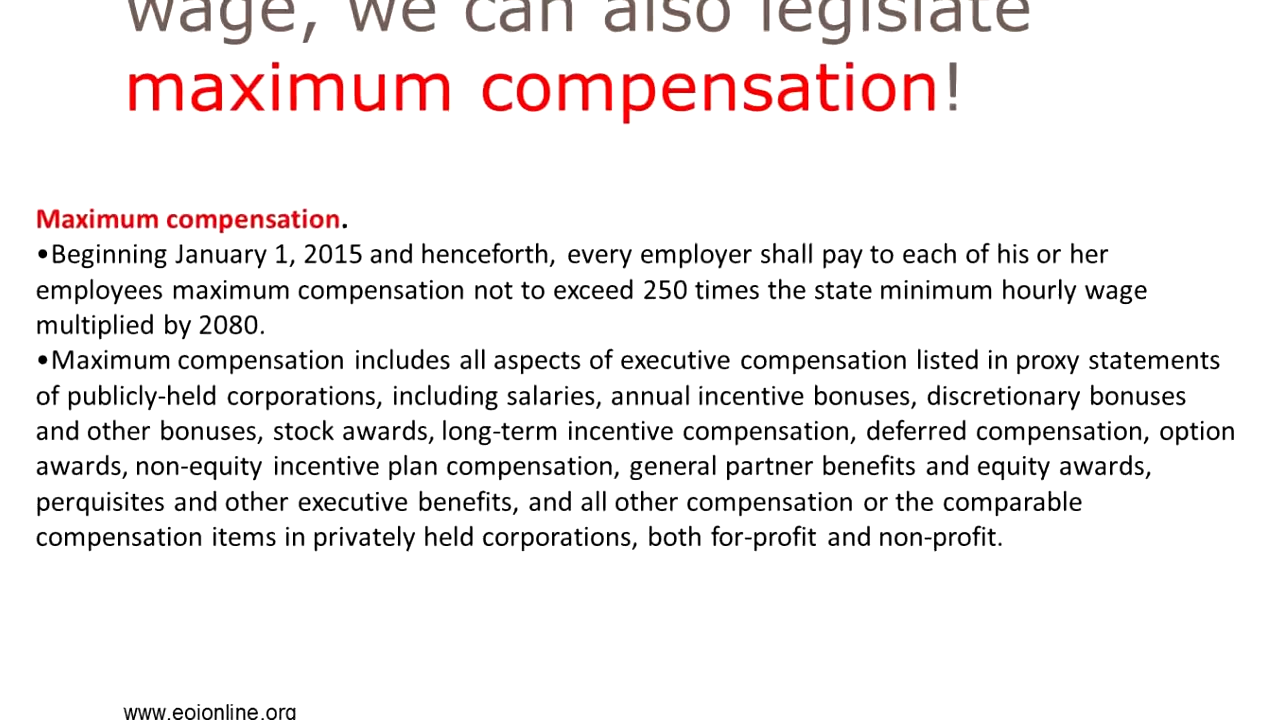 wage, we can also legislate
maximum compensation!
Maximum compensation.
•Beginning January 1, 2015 and henceforth, every employer shall pay to each of his or her
employees maximum compensation not to exceed 250 times the state minimum hourly wage
multiplied by 2080.
•Maximum compensation includes all aspects of executive compensation listed in proxy statements
of publicly-held corporations, including salaries, annual incentive bonuses, discretionary bonuses
and other bonuses, stock awards, long-term incentive compensation, deferred compensation, option
awards, non-equity incentive plan compensation, general partner benefits and equity awards,
perquisites and other executive benefits, and all other compensation or the comparable
compensation items in privately held corporations, both for-profit and non-profit.
www.eoionline.org